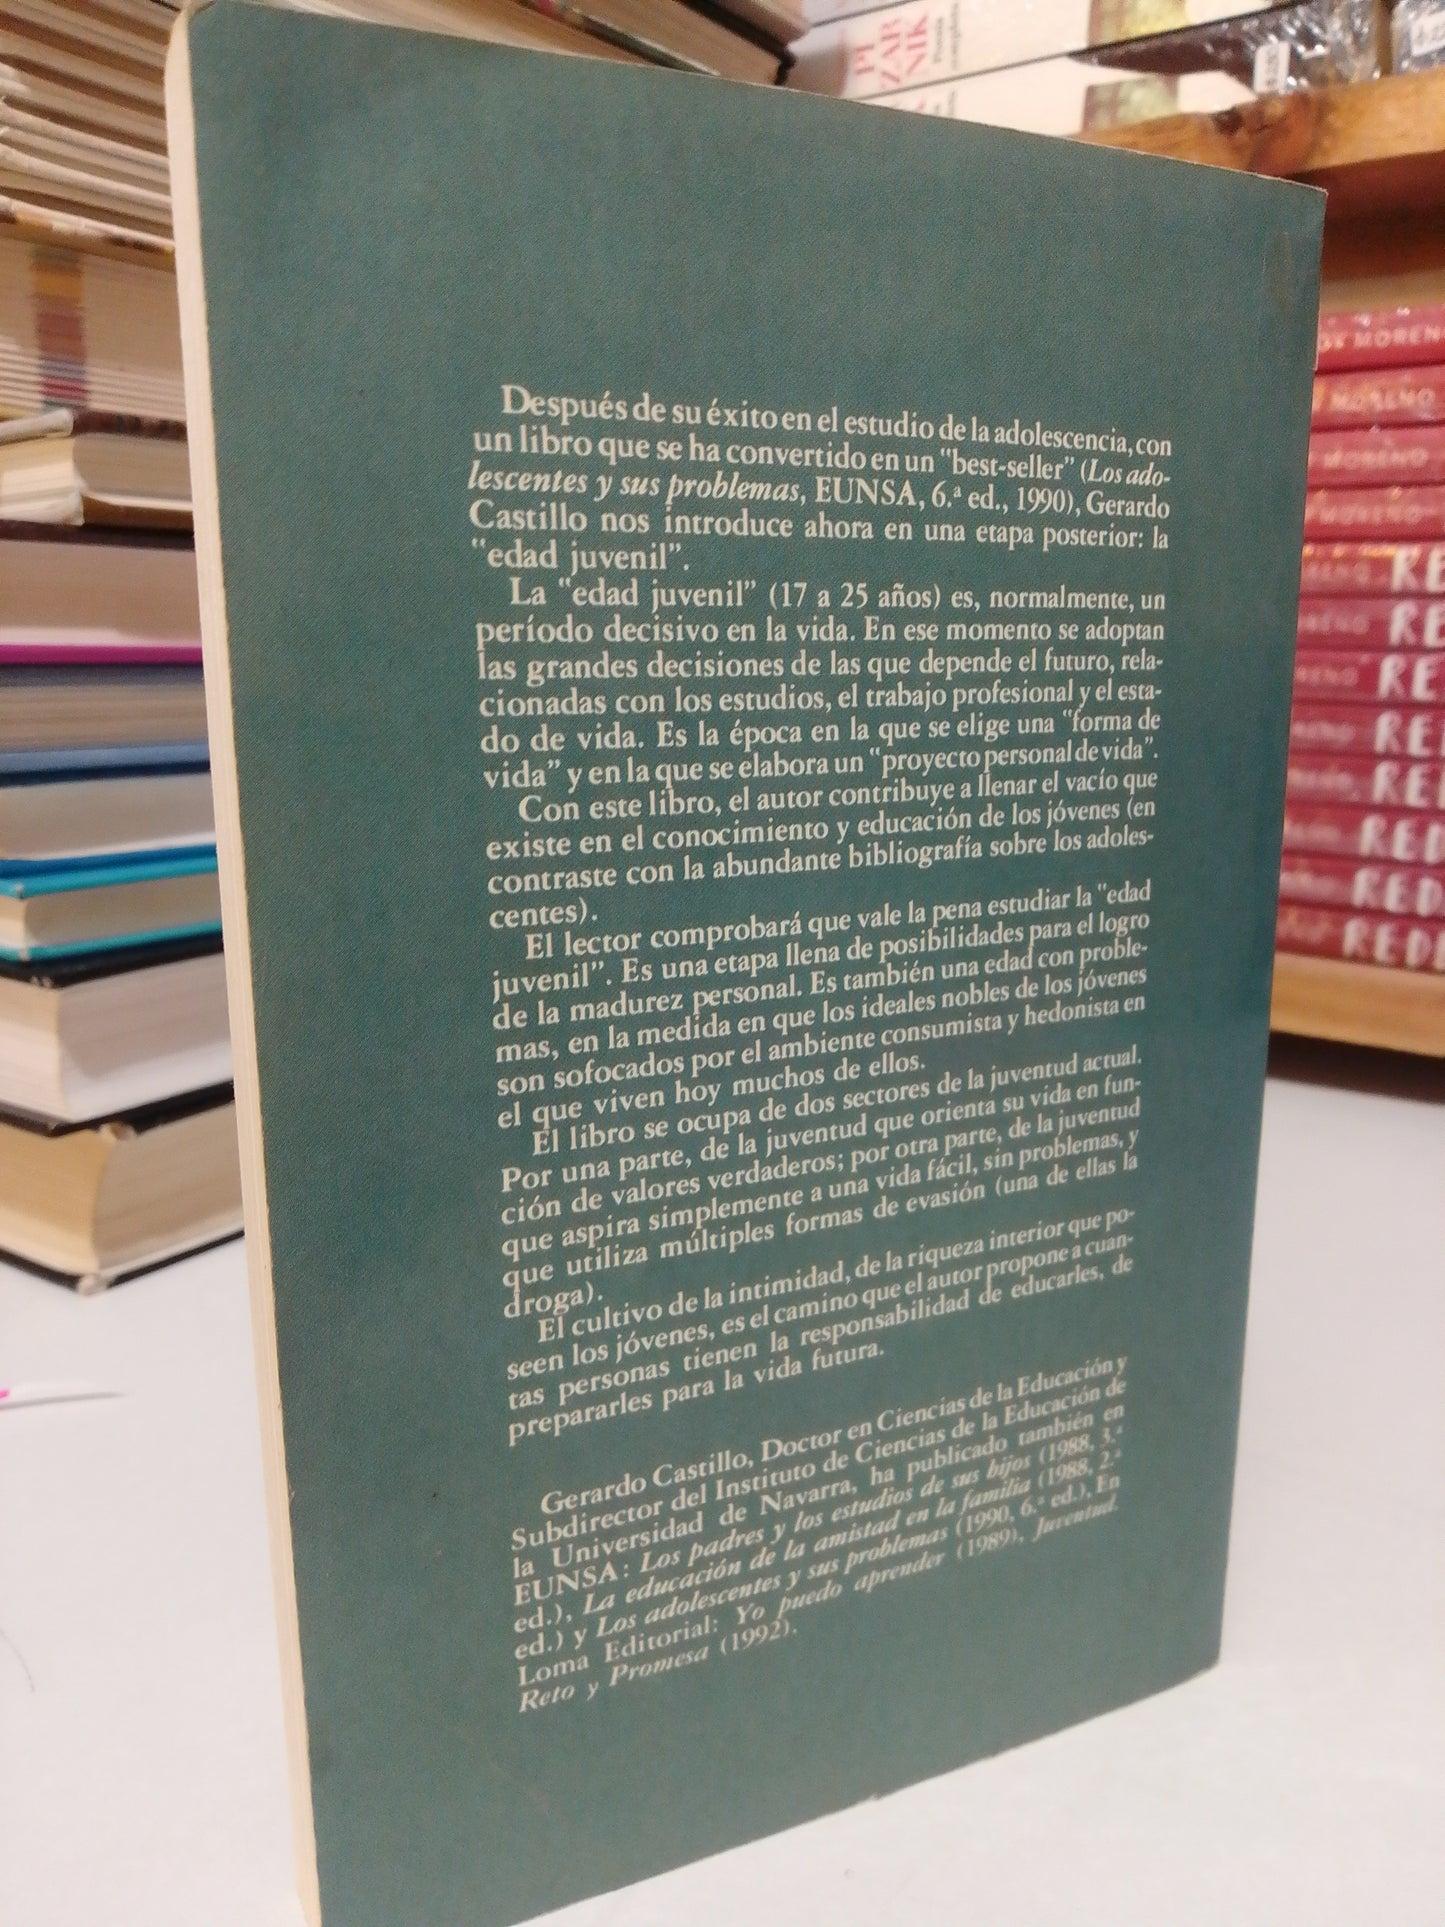 PI
ZAR
NIK
Poesía
completa
Después de su éxito en el estudio de la adolescencia, con
un libro que se ha convertido en un "best-seller" (Los ado-
lescentes y sus problemas, EUNSA, 6.ª ed., 1990), Gerardo
Castillo nos introduce ahora en una etapa posterior: la
"edad juvenil".
La "edad juvenil" (17 a 25 años) es, normalmente, un
período decisivo en la vida. En ese momento se adoptan
las grandes decisiones de las que depende el futuro, rela-
cionadas con los estudios, el trabajo profesional y el esta-
do de vida. Es la época en la que se elige una "forma de
vida" y en la que se elabora un "proyecto personal de vida".
Con este libro, el autor contribuye a llenar el vacío que
existe en el conocimiento y educación de los jóvenes (en
contraste con la abundante bibliografía sobre los adoles-
centes).
El lector comprobará que vale la pena estudiar la "edad
juvenil". Es una etapa llena de posibilidades para el logro
de la madurez personal. Es también una edad con proble-
mas, en la medida en que los ideales nobles de los jóvenes
son sofocados por el ambiente consumista y hedonista en
el que viven hoy muchos de ellos.
El libro se ocupa de dos sectores de la juventud actual.
Por una parte, de la juventud que orienta su vida en fun-
ción de valores verdaderos; por otra parte, de la juventud
que aspira simplemente a una vida fácil, sin problemas, y
que utiliza múltiples formas de evasión (una de ellas la
droga).
El cultivo de la intimidad, de la riqueza interior que po-
seen los jóvenes, es el camino que el autor propone a cuan-
tas personas tienen la responsabilidad de educarles, de
prepararles para la vida futura.
Gerardo Castillo, Doctor en Ciencias de la Educación y
Subdirector del Instituto de Ciencias de la Educación de
la Universidad de Navarra, ha publicado también en
EUNSA: Los padres y los estudios de sus hijos (1988, 3.ª
ed.), La educación de la amistad en la familia (1988, 2.ª
ed.) y Los adolescentes y sus problemas (1990, 6.ª ed.), En
Loma Editorial: Yo puedo aprender (1989), Juventud.
Reto y Promesa (1992).
MORENO
MORENO
MORENO
MORENO
RE
RE
RE
RE
RE
RE
RED
RED